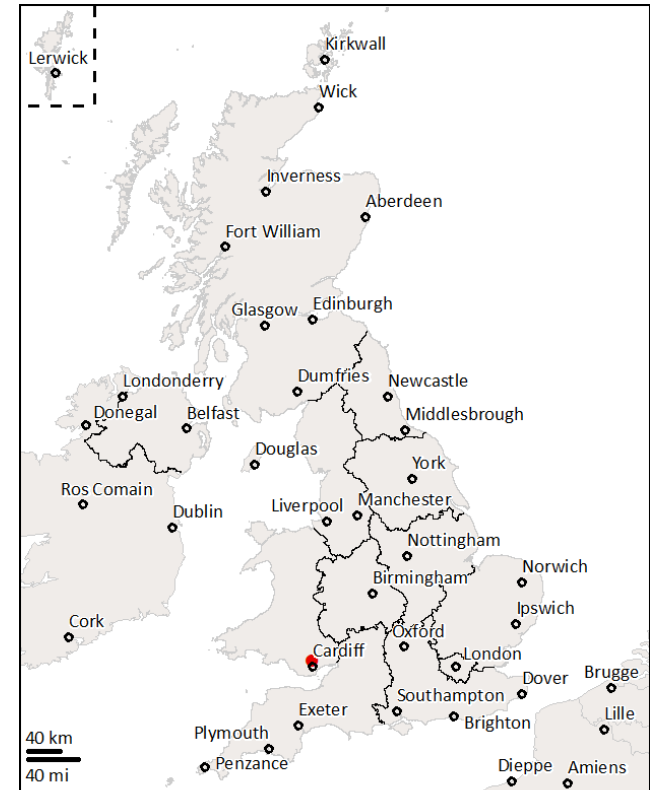 Kirkwall
Lerwick
Wick
Inverness
Aberdeen
Fort William
Edinburgh
Glasgow
Dumfries
Londonderry
Newcastle
Donegal
Belfast
Middlesbrough
Douglas
York
Ros Comain
Manchester
Liverpool
Dublin
Nottingham
Norwich
Birmingham
Ipswich
Cork
Oxford
Cardiff
London
Brugge
Dover
Southampton
Exeter
Lille
Brighton
Plymouth
40 km
Penzance
Dieppe
Amiens
40 mi